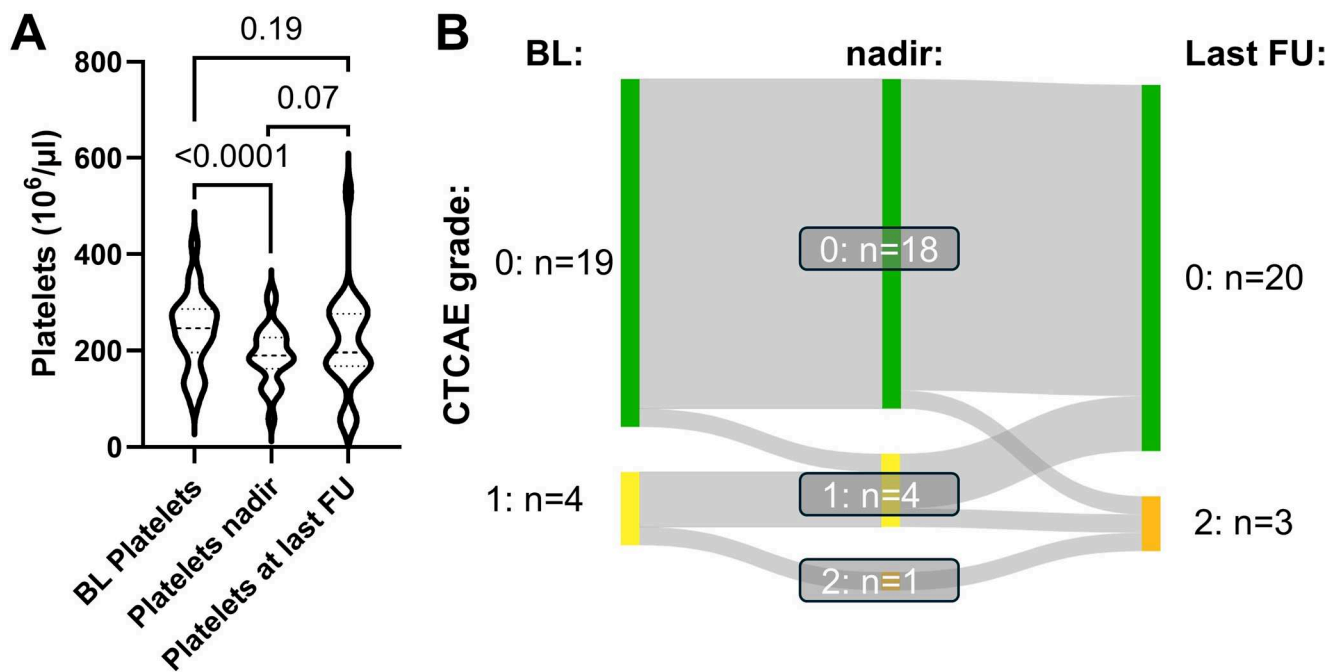 A
0.19
0.07
<0.0001
Platelets (10⁶/µl)
800
600
400
200
0
BL Platelets
Platelets nadir
Platelets at last FU
B
BL:
nadir:
Last FU:
CTCAE grade:
0: n=19
0: n=18
0: n=20
1: n=4
1: n=4
2: n=3
2: n=1